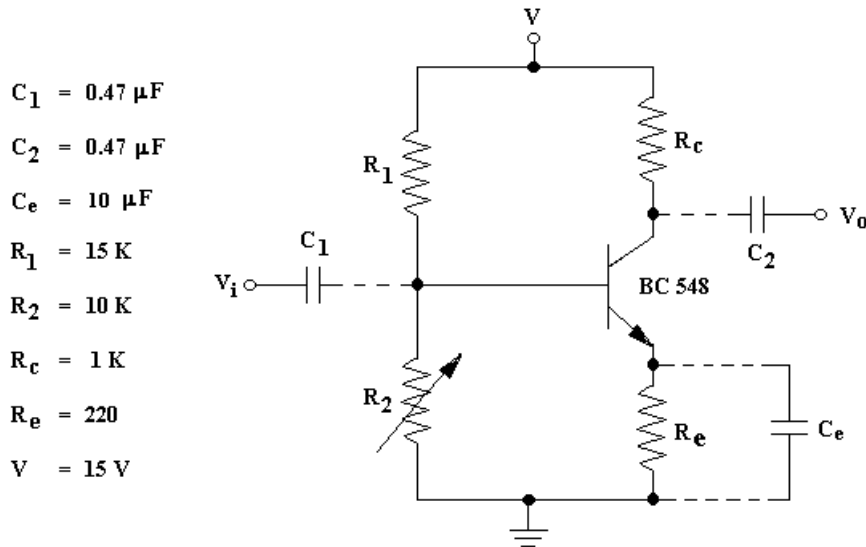 C1 = 0.47 μF
C2 = 0.47 μF
Ce = 10 μF
R1 = 15 K
R2 = 10 K
Rc = 1 K
Re = 220
V = 15 V
V
R1
Rc
C1
Vi
C2
Vo
BC 548
R2
Re
Ce